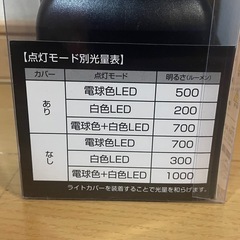 【点灯モード別光量表】
カバー 点灯モード 明るさ(ルーメン)
あり 電球色LED 500
白色LED 200
電球色+白色LED 700
なし 電球色LED 700
白色LED 300
電球色+白色LED 1000
ライトカバーを装着することで光量を和らげます。